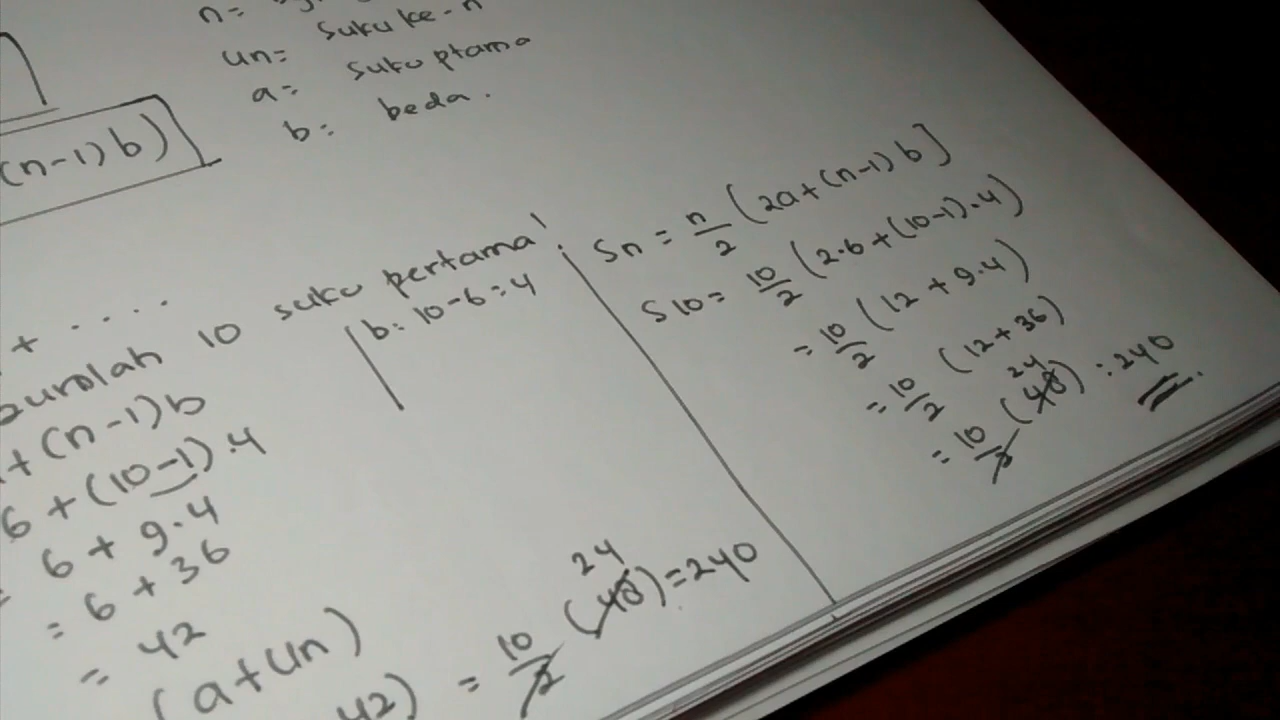 n=
Un= suku ke-n
a= suku ptama
b= beda.
(n-1)b)
+ ....
10 suku pertama!
b= 10-6=4
+(n-1)b
6+(10-1).4
6+9.4
= 6+36
= 42
(a+Un)
42) = 10/2 (48) 24 =240
Sn = n/2 (2a+(n-1)b]
S10= 10/2 (2.6+(10-1).4)
= 10/2 (12+9.4)
= 10/2 (12+36)
= 10/2 (48) 24 = 240